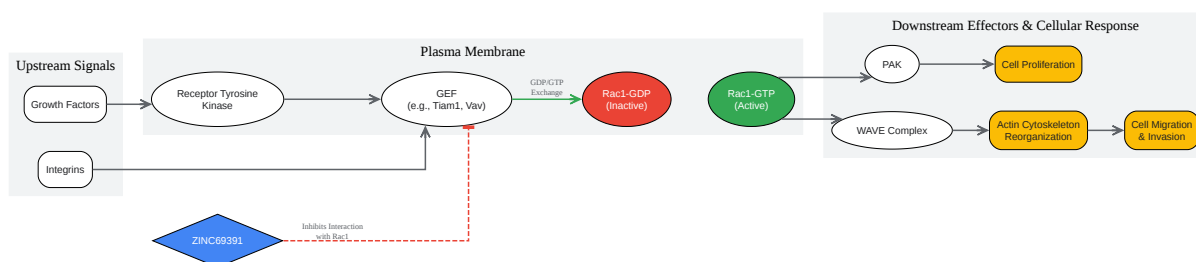 Upstream Signals
Growth Factors
Integrins
Plasma Membrane
Receptor Tyrosine
Kinase
GEF
(e.g., Tiam1, Vav)
GDP/GTP
Exchange
Rac1-GDP
(Inactive)
Rac1-GTP
(Active)
Downstream Effectors & Cellular Response
PAK
Cell Proliferation
WAVE Complex
Actin Cytoskeleton
Reorganization
Cell Migration
& Invasion
ZINC69391
Inhibits Interaction
with Rac1